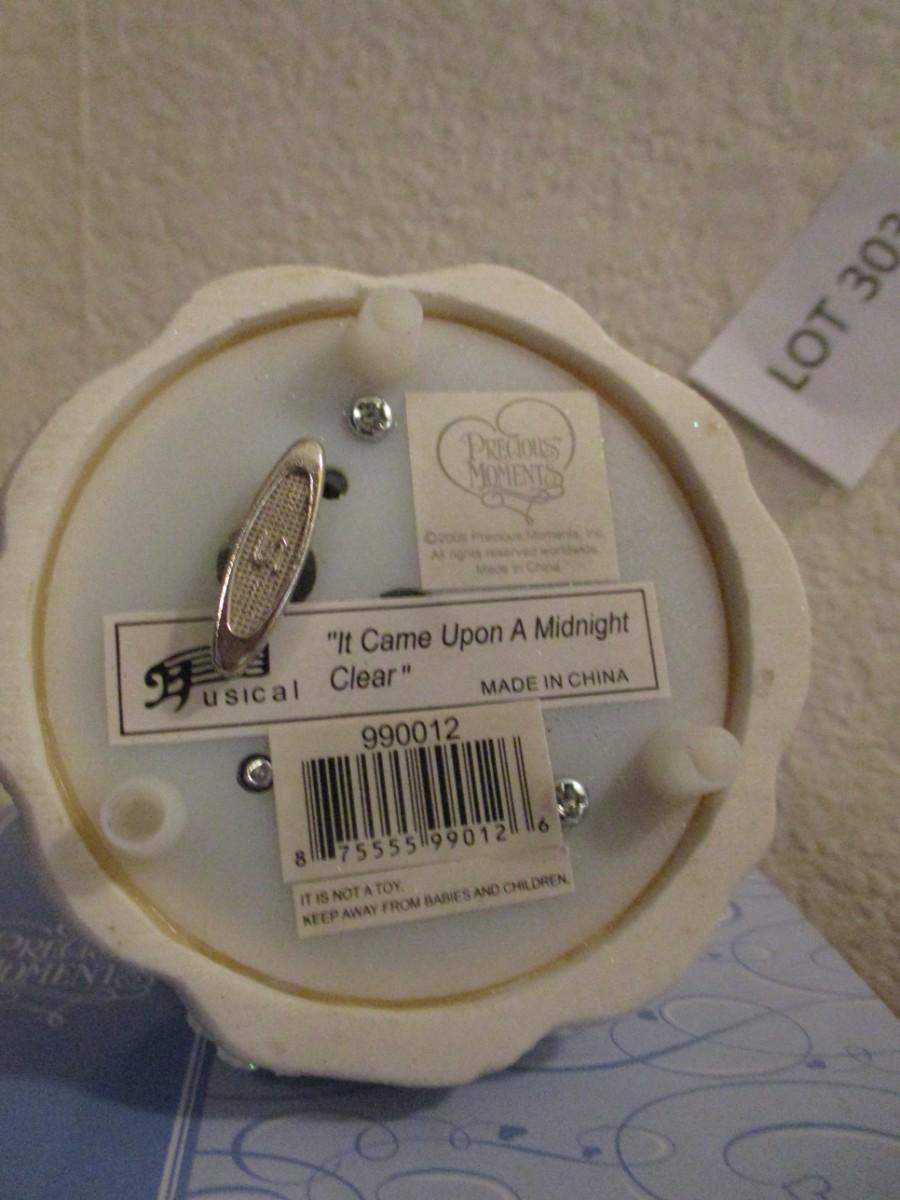 LOT 303
PRECIOUS
MOMENTS
©2008 Precious Moments, Inc.
All rights reserved worldwide.
Made in China
Musical
"It Came Upon A Midnight
Clear"
MADE IN CHINA
990012
8 75555 99012 6
IT IS NOT A TOY.
KEEP AWAY FROM BABIES AND CHILDREN.